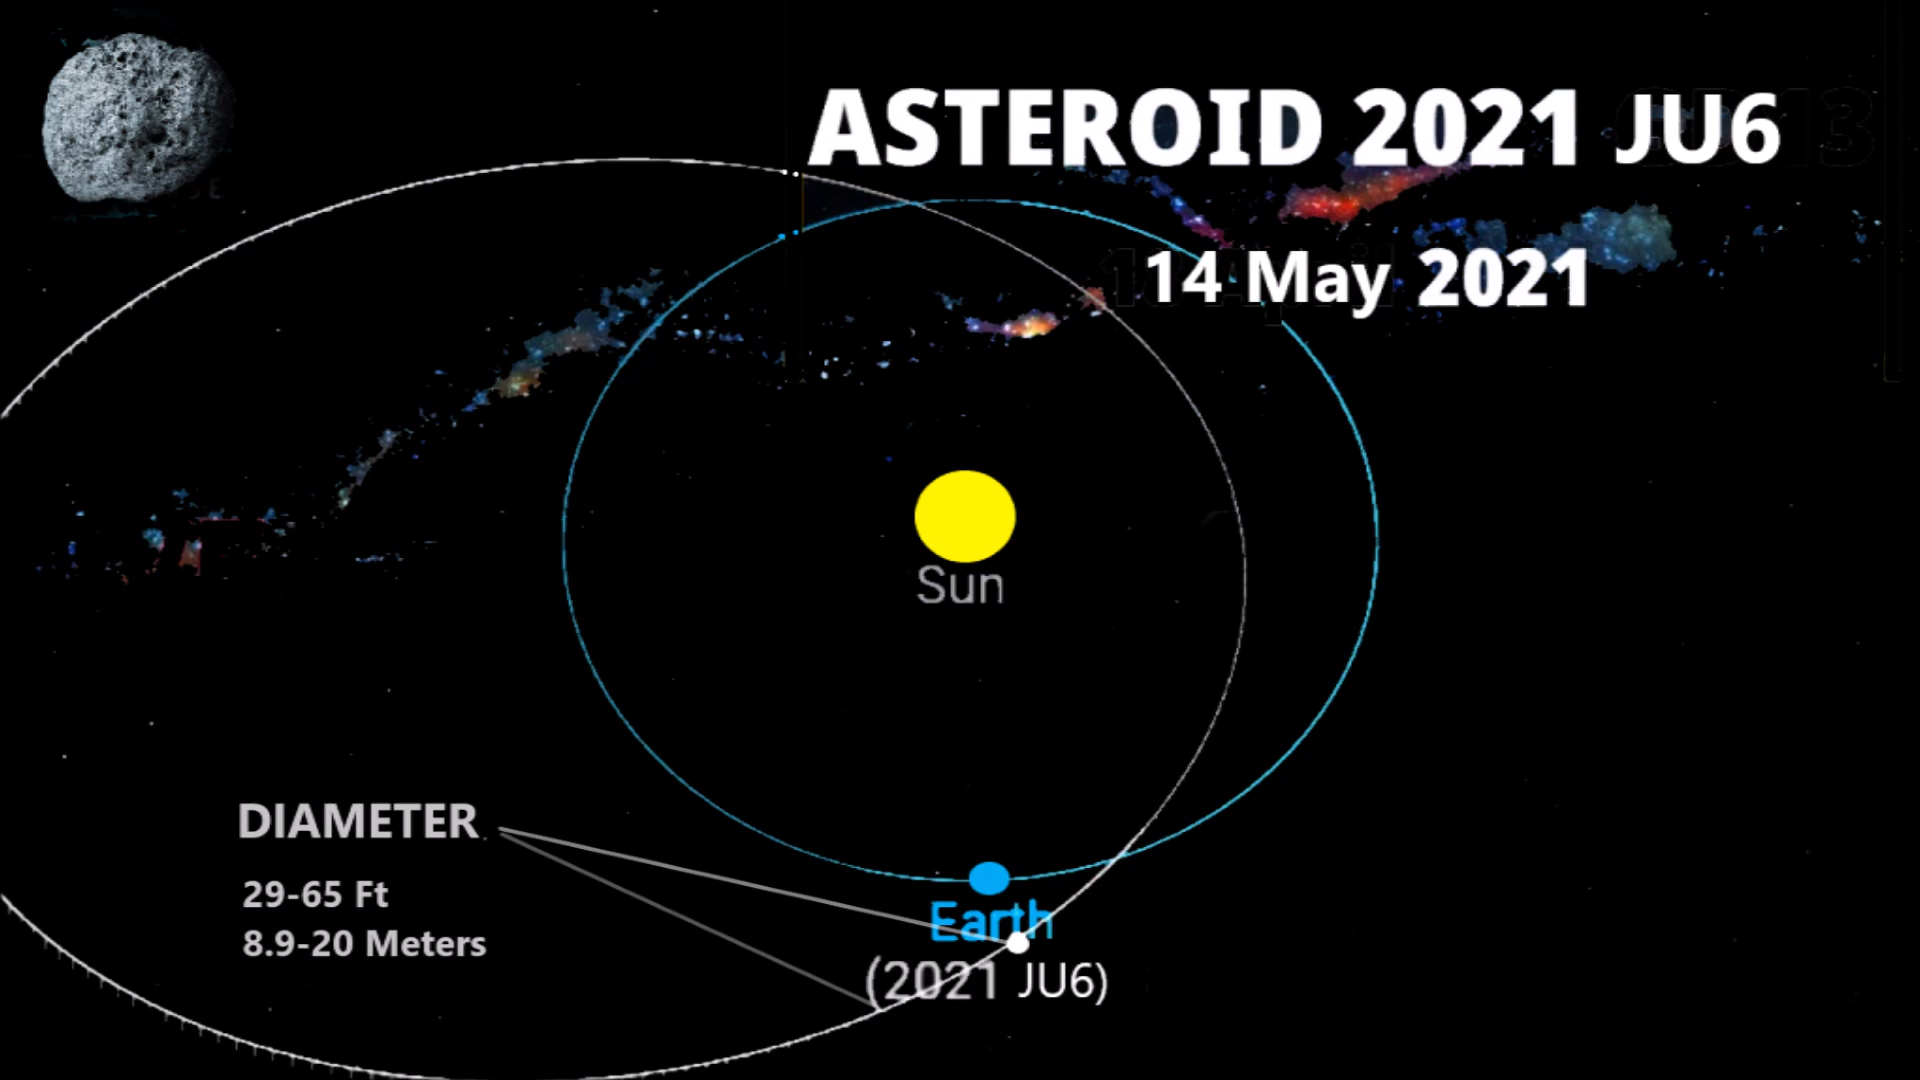 ASTEROID 2021 JU6
14 May 2021
Sun
DIAMETER
29-65 Ft
8.9-20 Meters
Earth
(2021 JU6)